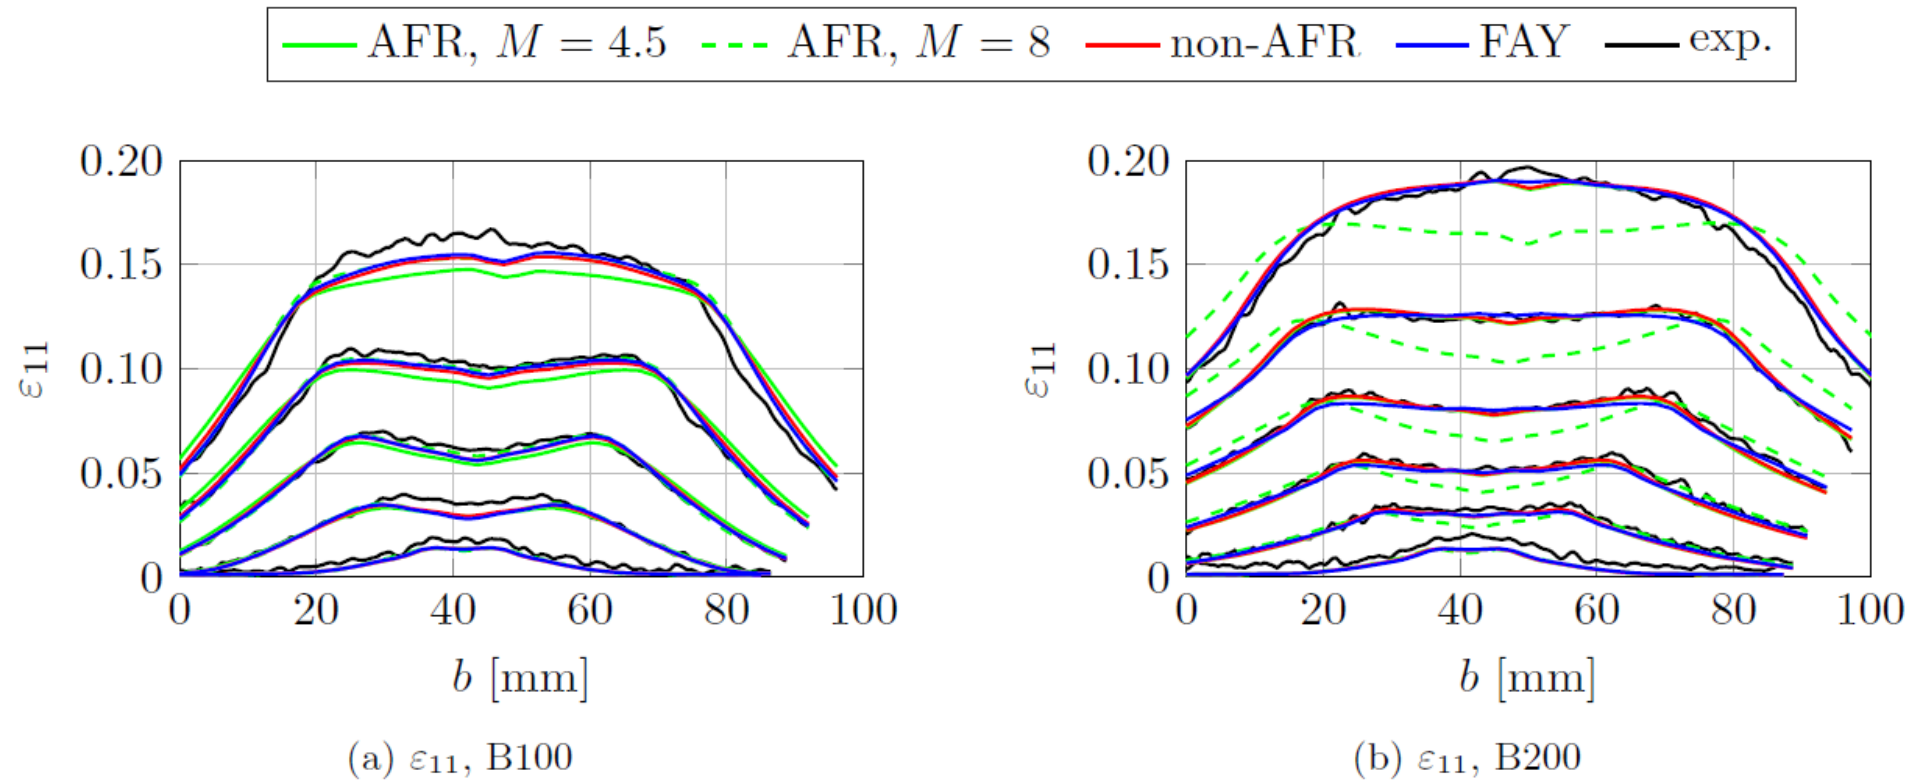 AFR, M = 4.5 AFR, M = 8 non-AFR FAY exp.
0.20
0.15
0.10
0.05
0
ε11
0 20 40 60 80 100
b [mm]
(a) ε11, B100
0.20
0.15
0.10
0.05
0
ε11
0 20 40 60 80 100
b [mm]
(b) ε11, B200